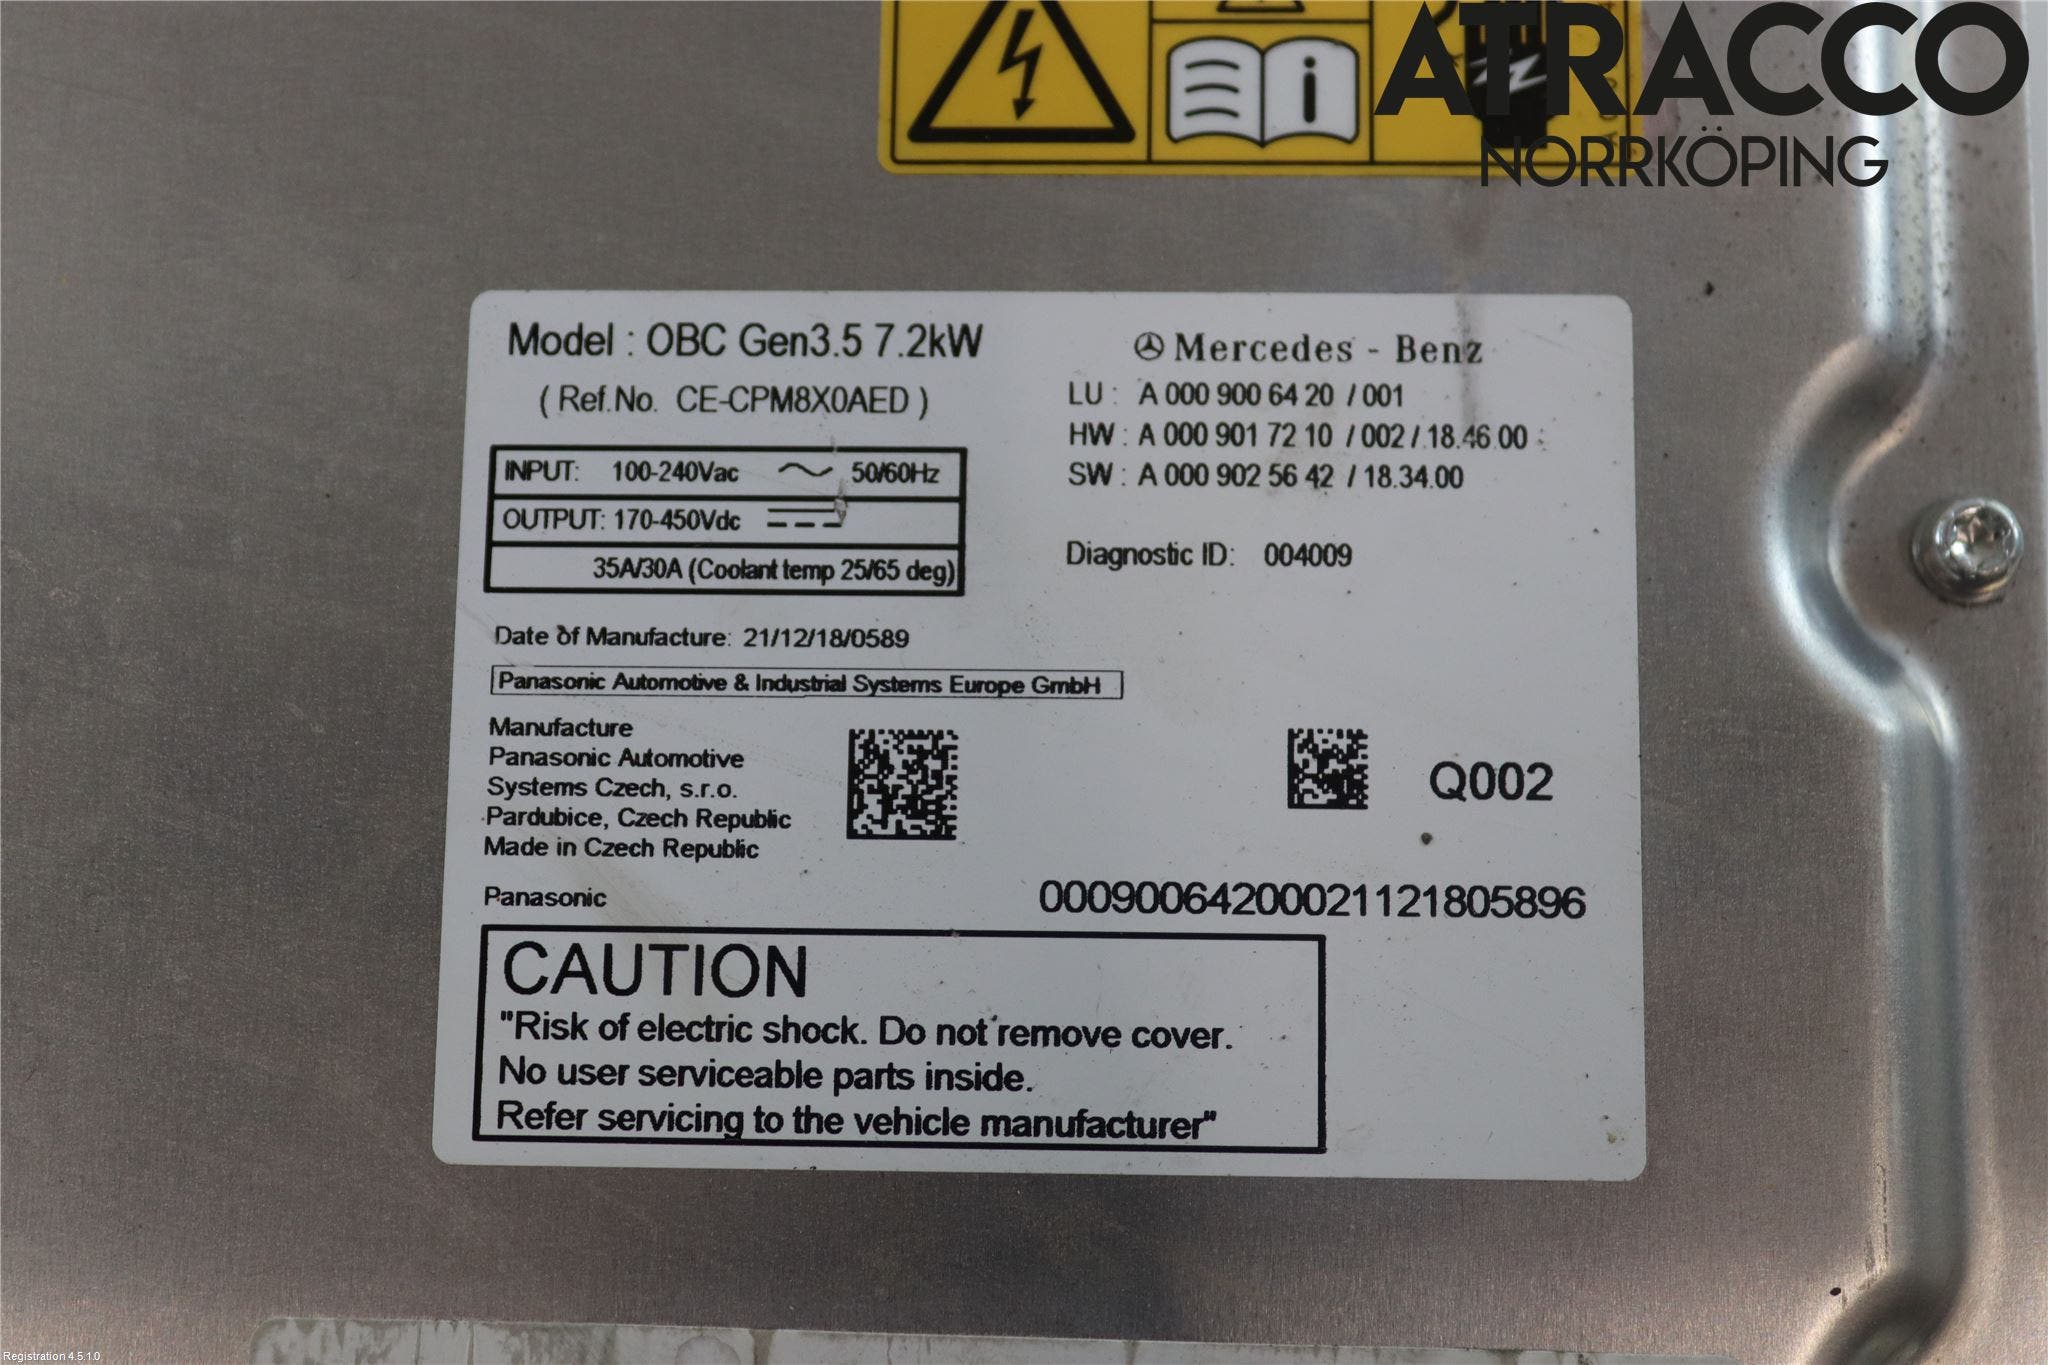 ATRACCO
NORRKÖPING
Model : OBC Gen3.5 7.2kW
( Ref.No. CE-CPM8X0AED )
INPUT: 100-240Vac 50/60Hz
OUTPUT: 170-450Vdc
35A/30A (Coolant temp 25/65 deg)
Mercedes - Benz
LU : A 000 900 64 20 / 001
HW : A 000 901 72 10 / 002 / 18.46.00
SW : A 000 902 56 42 / 18.34.00
Diagnostic ID: 004009
Date of Manufacture: 21/12/18/0589
Panasonic Automotive & Industrial Systems Europe GmbH
Manufacture
Panasonic Automotive
Systems Czech, s.r.o.
Pardubice, Czech Republic
Made in Czech Republic
Q002
Panasonic
00090064200021121805896
CAUTION
"Risk of electric shock. Do not remove cover.
No user serviceable parts inside.
Refer servicing to the vehicle manufacturer"
Registration 4.5.1.0